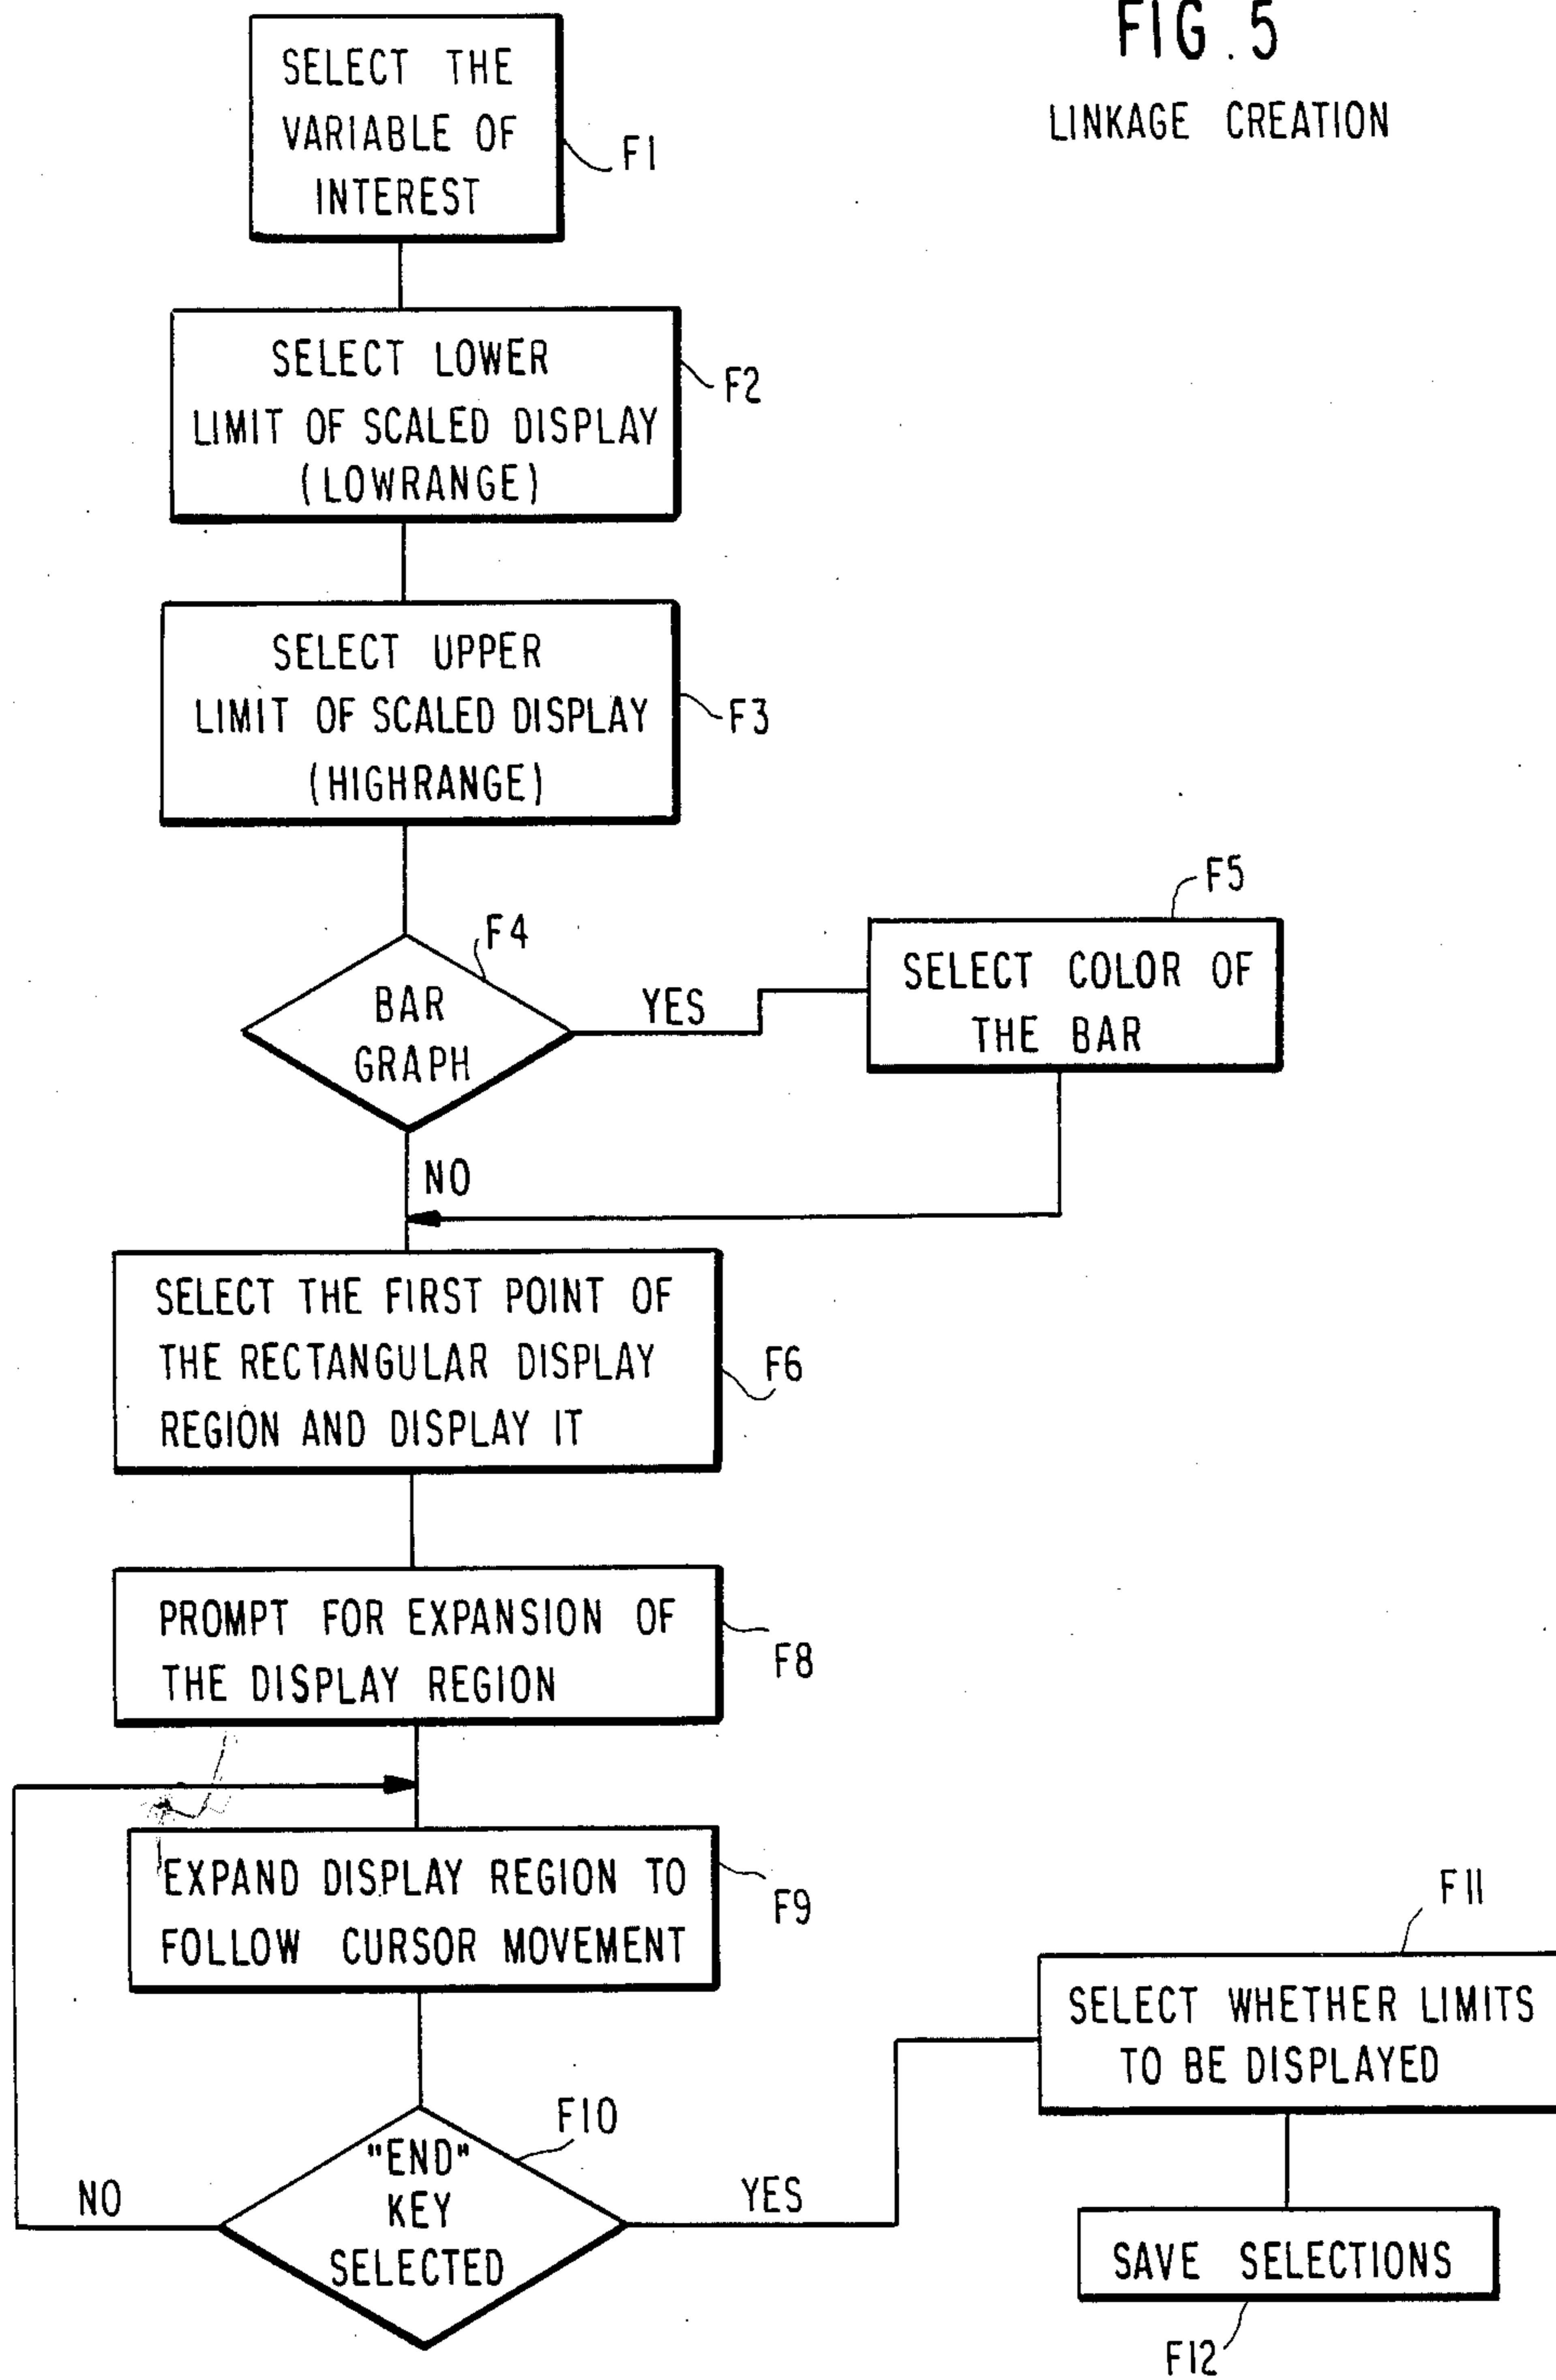 FIG. 5
LINKAGE CREATION
SELECT THE
VARIABLE OF
INTEREST
F1
SELECT LOWER
LIMIT OF SCALED DISPLAY
(LOWRANGE)
F2
SELECT UPPER
LIMIT OF SCALED DISPLAY
(HIGHRANGE)
F3
F4
BAR
GRAPH
YES
NO
F5
SELECT COLOR OF
THE BAR
SELECT THE FIRST POINT OF
THE RECTANGULAR DISPLAY
REGION AND DISPLAY IT
F6
PROMPT FOR EXPANSION OF
THE DISPLAY REGION
F8
EXPAND DISPLAY REGION TO
FOLLOW CURSOR MOVEMENT
F9
F10
"END"
KEY
SELECTED
NO
YES
F11
SELECT WHETHER LIMITS
TO BE DISPLAYED
SAVE SELECTIONS
F12